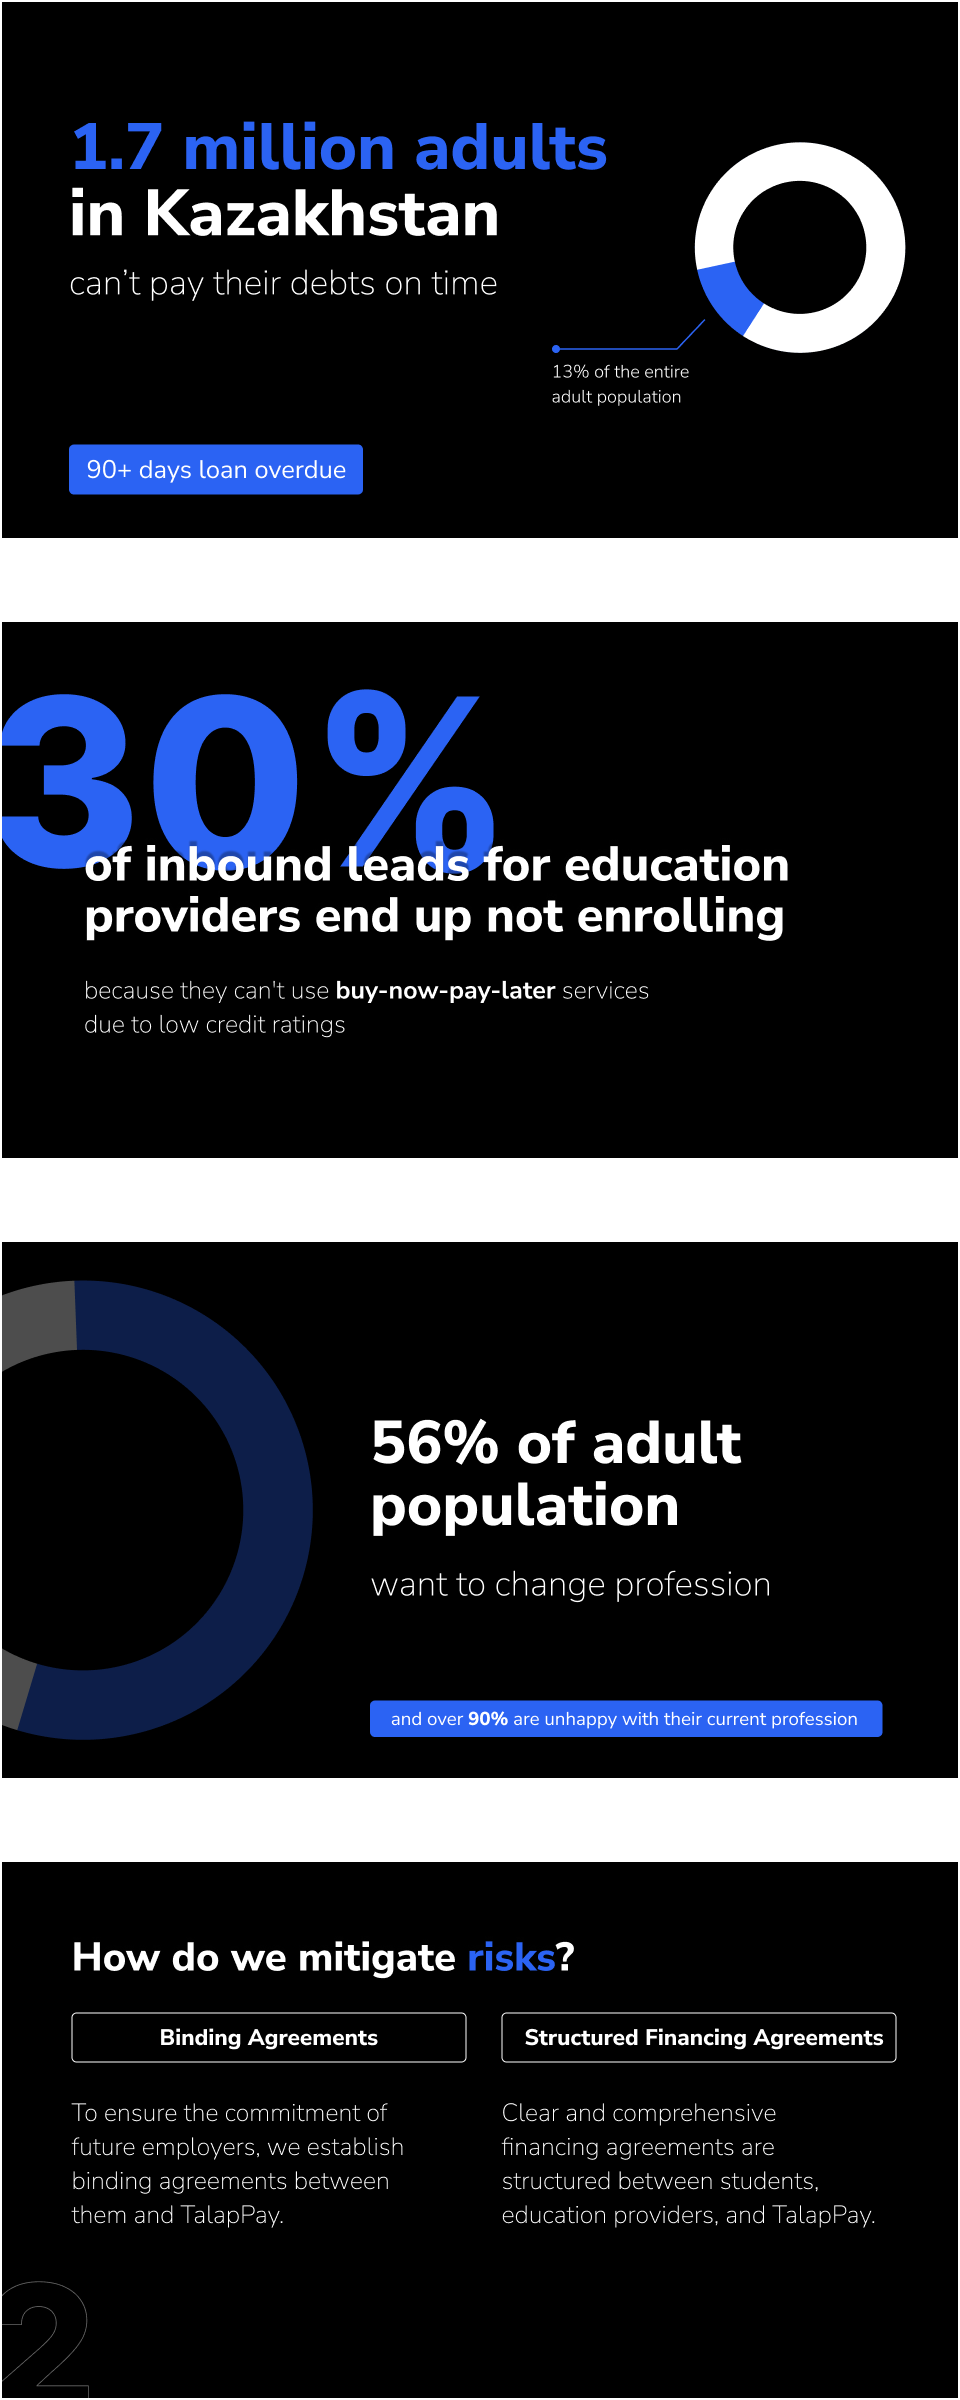 1.7 million adults
in Kazakhstan
can’t pay their debts on time
13% of the entire
adult population
90+ days loan overdue
30%
of inbound leads for education
providers end up not enrolling
because they can't use buy-now-pay-later services
due to low credit ratings
56% of adult
population
want to change profession
and over 90% are unhappy with their current profession
How do we mitigate risks?
Binding Agreements
To ensure the commitment of
future employers, we establish
binding agreements between
them and TalapPay.
Structured Financing Agreements
Clear and comprehensive
financing agreements are
structured between students,
education providers, and TalapPay.
2